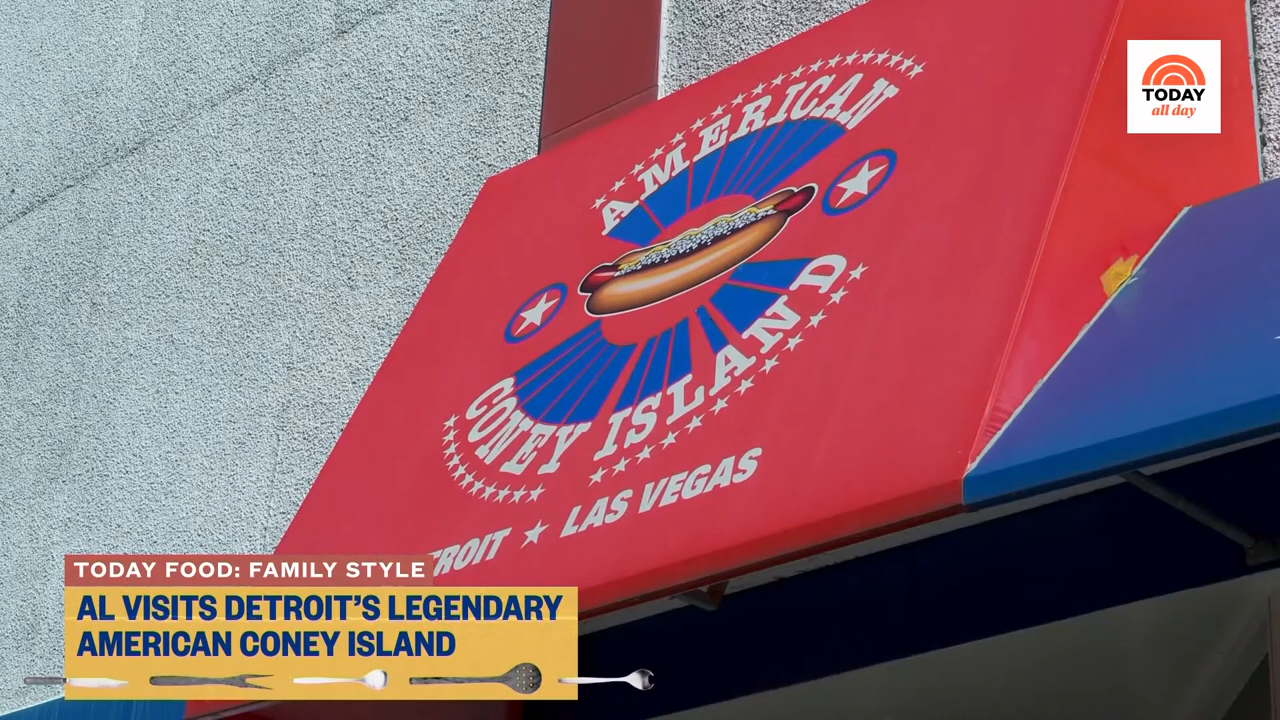 TODAY
all day
AMERICAN
CONEY ISLAND
TROIT ★ LAS VEGAS
TODAY FOOD: FAMILY STYLE
AL VISITS DETROIT'S LEGENDARY
AMERICAN CONEY ISLAND